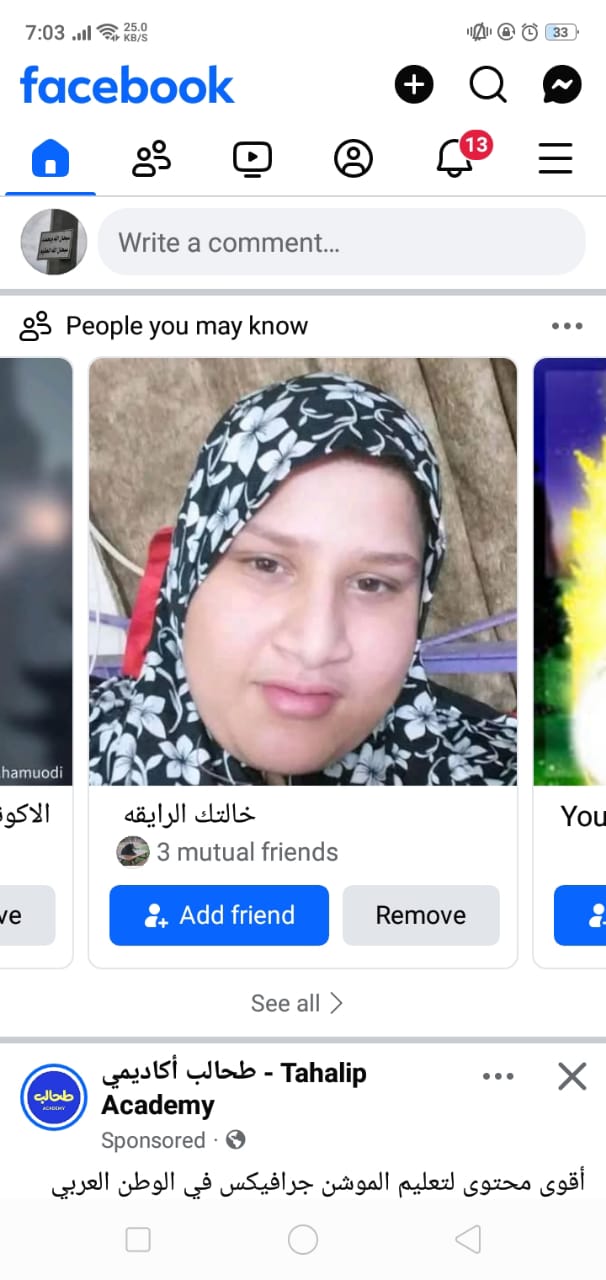 7:03
25.0
KB/S
33
facebook
13
Write a comment...
People you may know
hamuodi
خالتك الرايقه
3 mutual friends
You
ve
Add friend
Remove
See all
طحالب أكاديمي - Tahalip
Academy
طحالب
ACADEMY
Sponsored ·
أقوى محتوى لتعليم الموشن جرافيكس في الوطن العربي